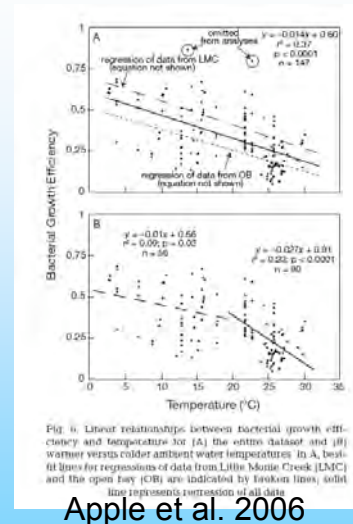 A
omitted
from analyses
y = −0.014x + 0.60
r² = 0.37
p < 0.0001
n = 147
regression of data from LMC
(equation not shown)
regression of data from OB
(equation not shown)
1
0.75
0.5
0.25
0
Bacterial Growth Efficiency
B
y = −0.01x + 0.56
r² = 0.09; p = 0.03
n = 56
y = −0.027x + 0.91
p < 0.0001
n = 90
0.75
0.5
0.25
0
0 5 10 15 20 25 30 35
Temperature (°C)
Fig. 6. Linear relationships between bacterial growth effi-
ciency and temperature for (A) the entire dataset and (B)
warmer versus colder ambient water temperatures. In A, best-
fit lines for regressions of data from Little Monie Creek (LMC)
and the open bay (OB) are indicated by broken lines; solid
line represents regression of all data
Apple et al. 2006